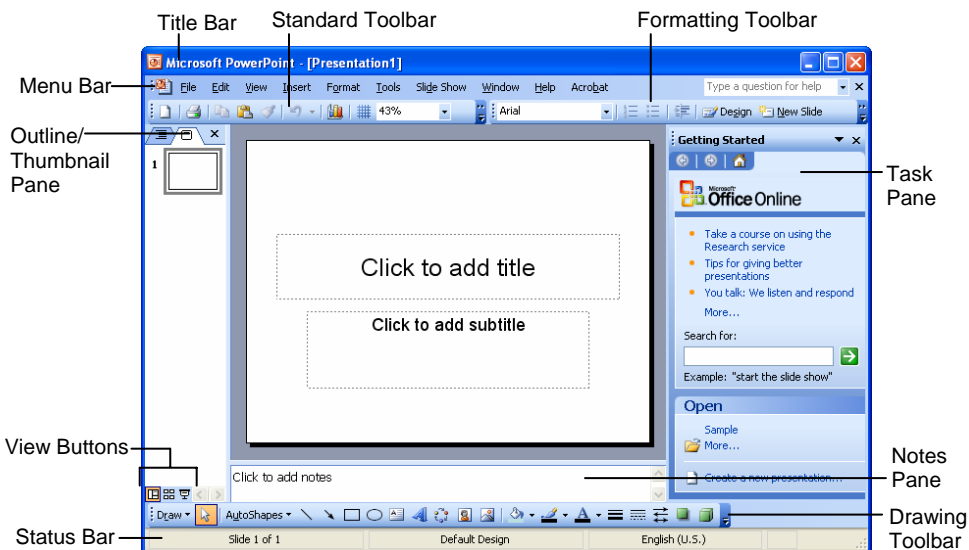 Title Bar
Standard Toolbar
Formatting Toolbar
Microsoft PowerPoint - [Presentation1]
Menu Bar
File Edit View Insert Format Tools Slide Show Window Help Acrobat
Type a question for help
43%
Arial
Design
New Slide
Outline/
Thumbnail
Pane
1
Getting Started
Task
Pane
Microsoft
Office Online
Take a course on using the
Research service
Tips for giving better
presentations
You talk: We listen and respond
More...
Click to add title
Click to add subtitle
Search for:
Example: "start the slide show"
Open
Sample
More...
Create a new presentation...
View Buttons
Click to add notes
Notes
Pane
Draw
AutoShapes
Drawing
Toolbar
Status Bar
Slide 1 of 1
Default Design
English (U.S.)